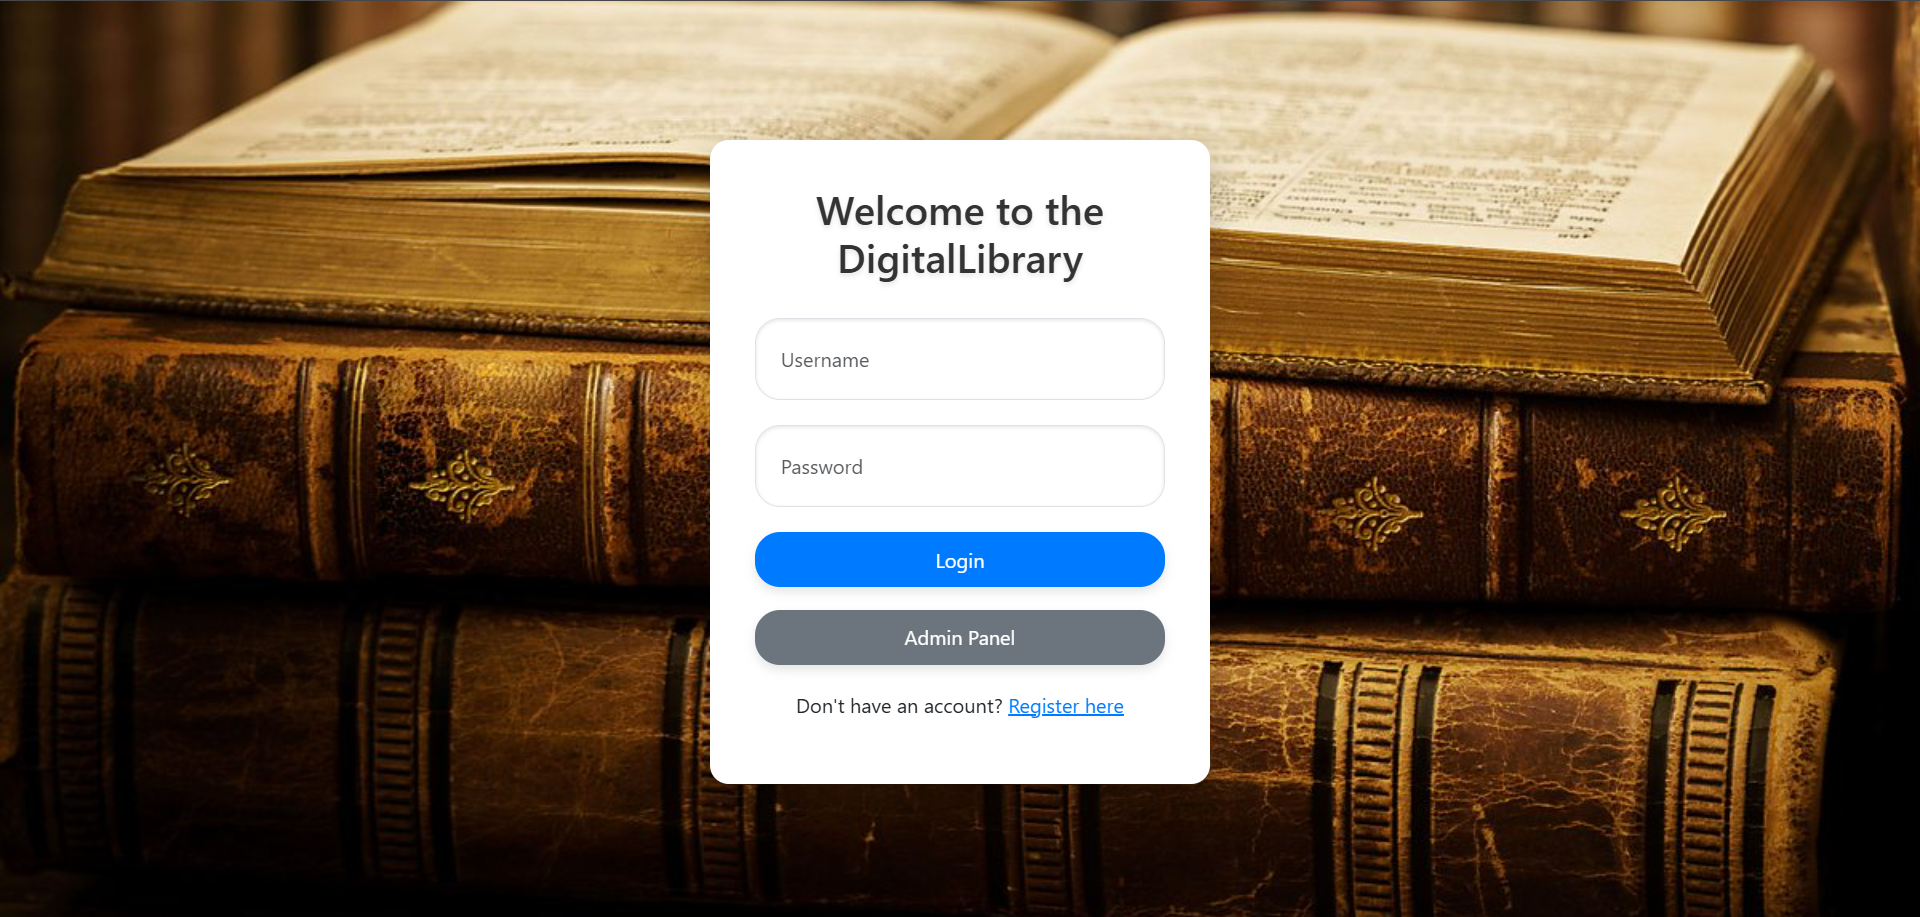 Welcome to the
DigitalLibrary
Username
Password
Login
Admin Panel
Don't have an account? Register here